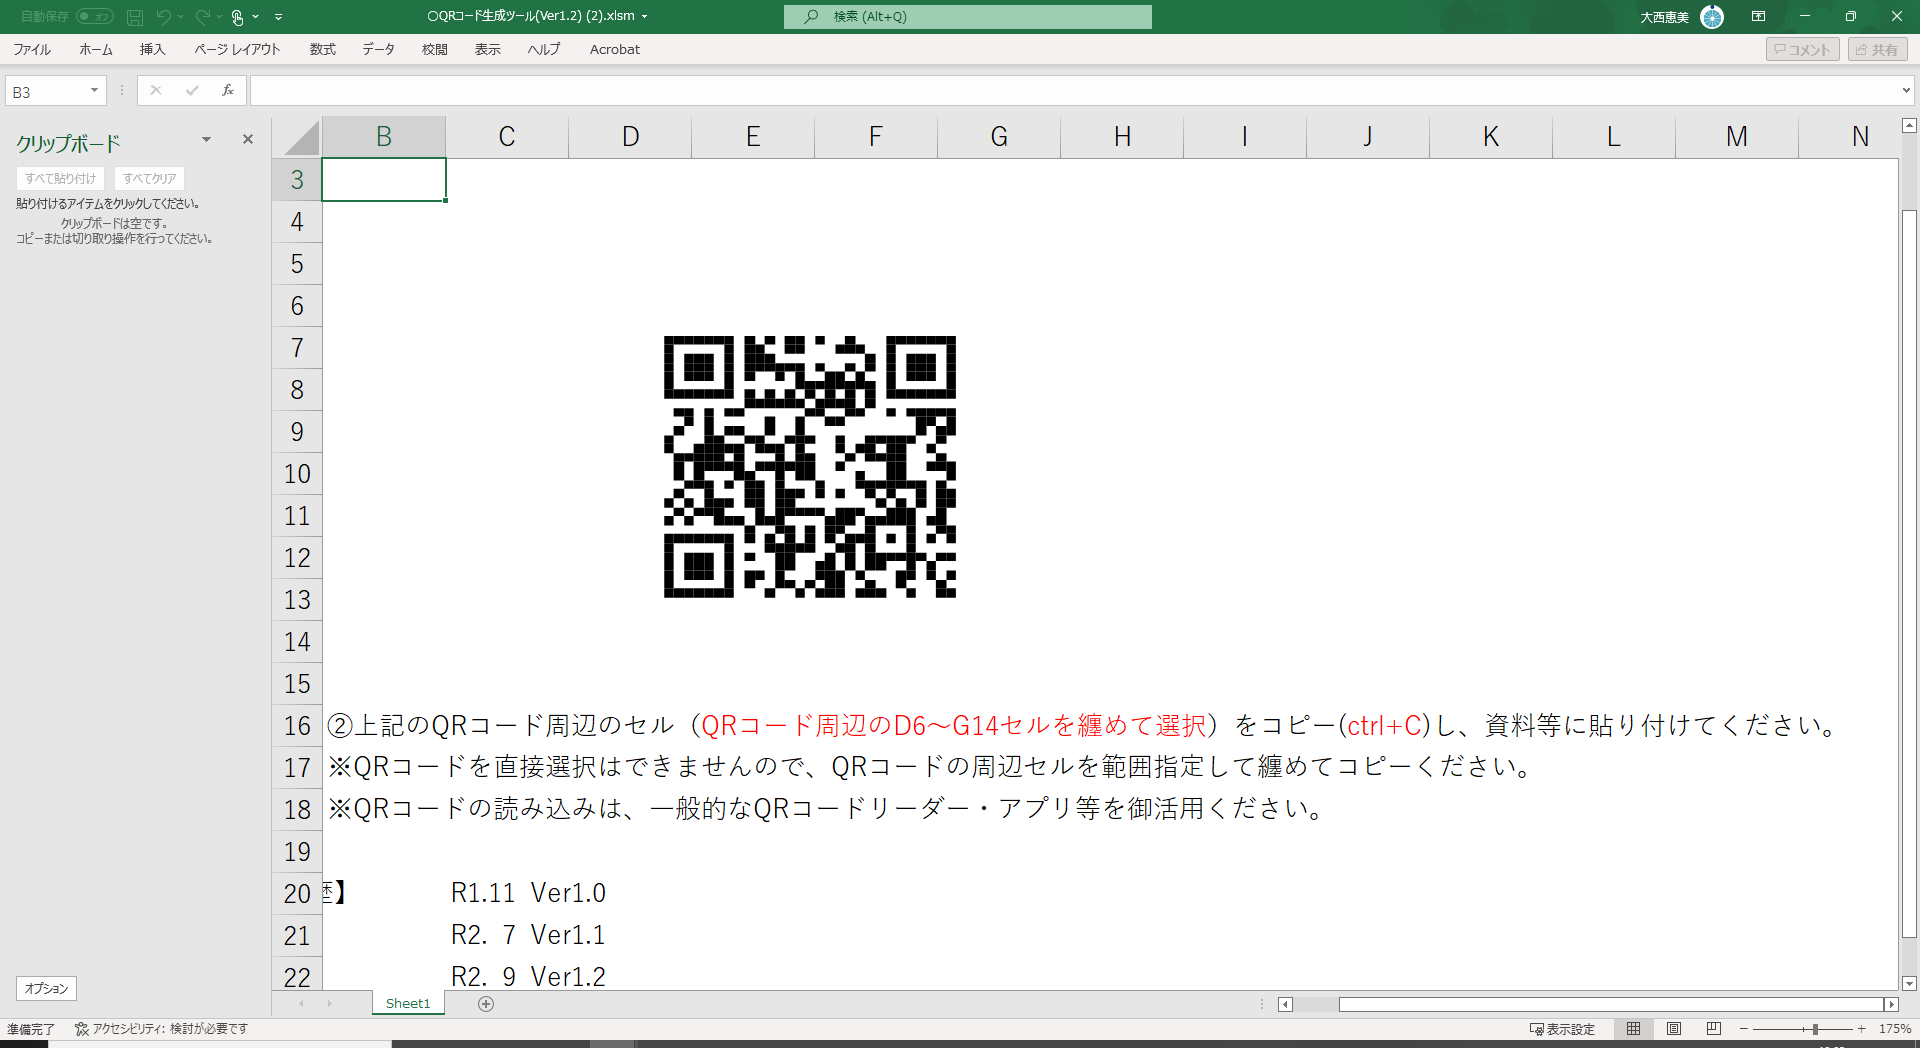 自動保存 オフ
〇QRコード生成ツール(Ver1.2) (2).xlsm
検索 (Alt+Q)
大西恵美
ファイル ホーム 挿入 ページ レイアウト 数式 データ 校閲 表示 ヘルプ Acrobat
コメント 共有
B3
fx
クリップボード
すべて貼り付け すべてクリア
貼り付けるアイテムをクリックしてください。
クリップボードは空です。
コピーまたは切り取り操作を行ってください。
オプション
B C D E F G H I J K L M N
3
4
5
6
7
8
9
10
11
12
13
14
15
16 ②上記のQRコード周辺のセル（QRコード周辺のD6～G14セルを纏めて選択）をコピー(ctrl+C)し、資料等に貼り付けてください。
17 ※QRコードを直接選択はできませんので、QRコードの周辺セルを範囲指定して纏めてコピーください。
18 ※QRコードの読み込みは、一般的なQRコードリーダー・アプリ等を御活用ください。
19
20 歴】 R1.11 Ver1.0
21 R2. 7 Ver1.1
22 R2. 9 Ver1.2
Sheet1
準備完了 アクセシビリティ: 検討が必要です
表示設定 175%